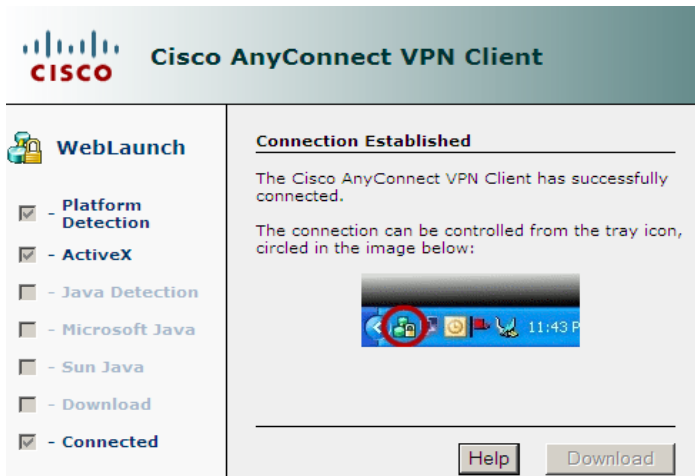 CISCO
Cisco AnyConnect VPN Client
WebLaunch
- Platform
Detection
- ActiveX
- Java Detection
- Microsoft Java
- Sun Java
- Download
- Connected
Connection Established
The Cisco AnyConnect VPN Client has successfully
connected.
The connection can be controlled from the tray icon,
circled in the image below:
11:43 P
Help
Download